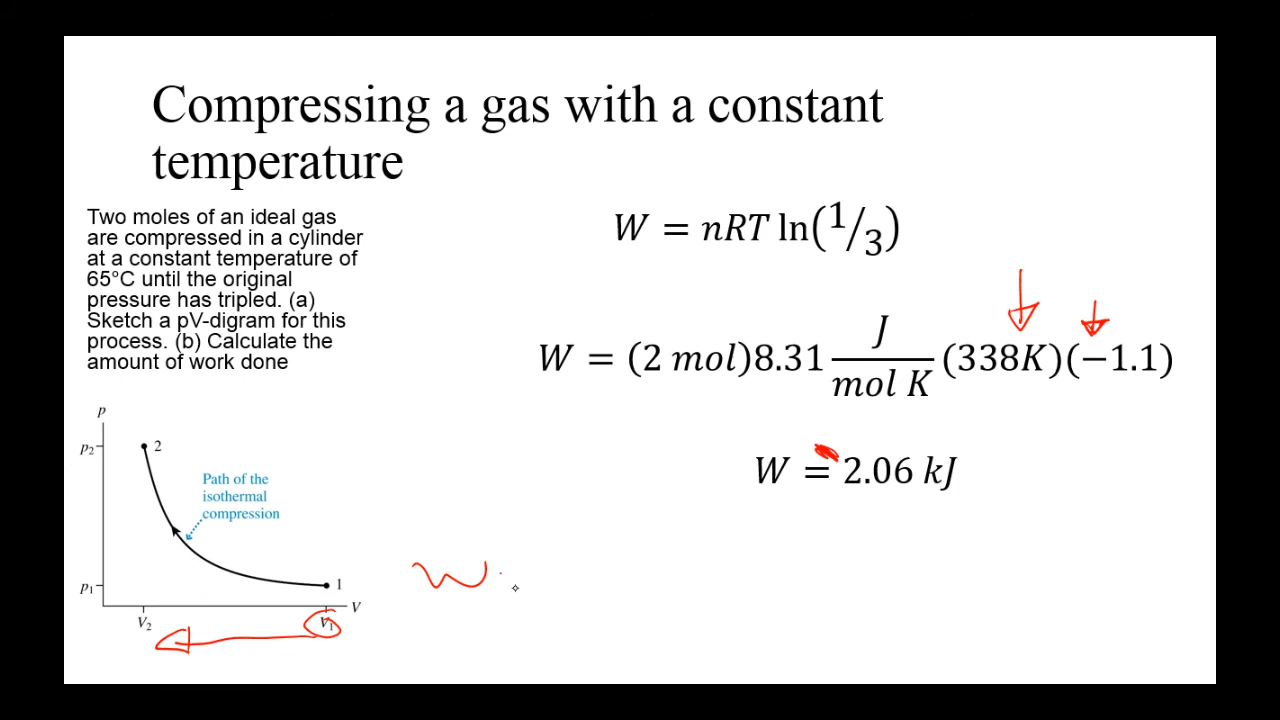 Compressing a gas with a constant
temperature
Two moles of an ideal gas
are compressed in a cylinder
at a constant temperature of
65°C until the original
pressure has tripled. (a)
Sketch a pV-digram for this
process. (b) Calculate the
amount of work done
W = nRT ln(1/3)
W = (2 mol)8.31 J/mol K (338K)(−1.1)
W = 2.06 kJ
p
p2
2
Path of the
isothermal
compression
p1
1
V
V2
V1
W